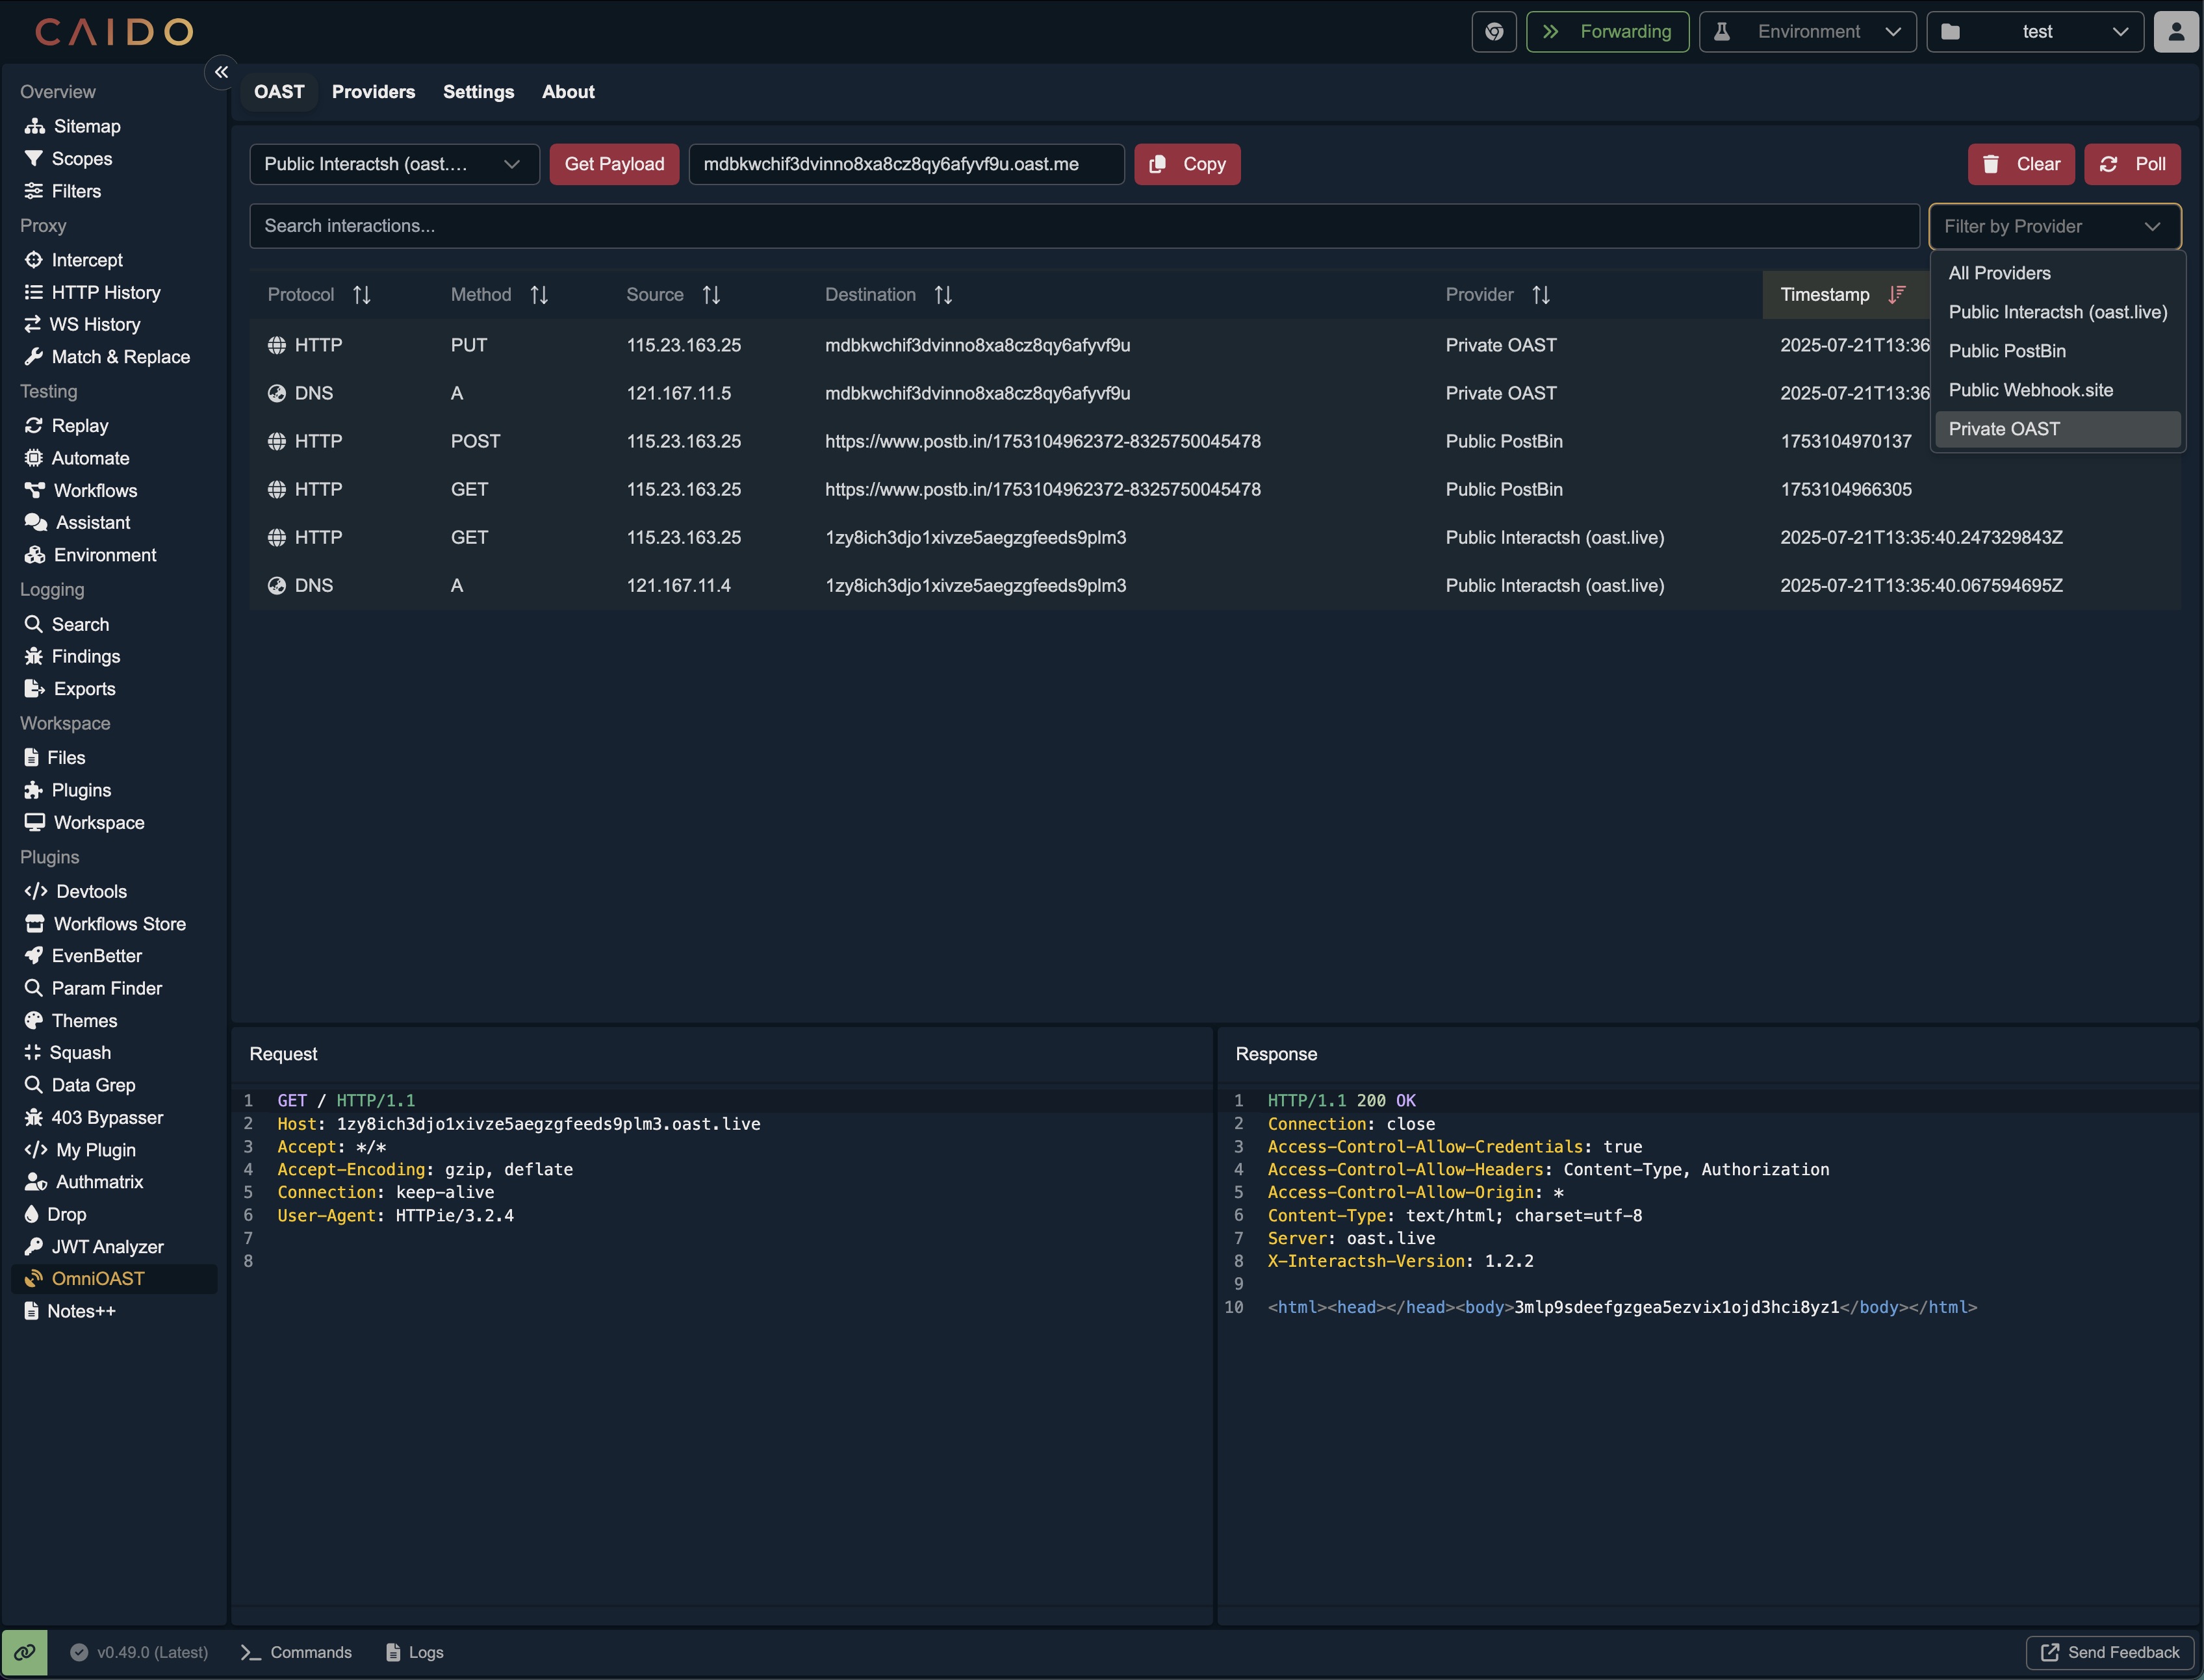 CAIDO
Forwarding
Environment
test
Overview
Sitemap
Scopes
Filters
Proxy
Intercept
HTTP History
WS History
Match & Replace
Testing
Replay
Automate
Workflows
Assistant
Environment
Logging
Search
Findings
Exports
Workspace
Files
Plugins
Workspace
Plugins
Devtools
Workflows Store
EvenBetter
Param Finder
Themes
Squash
Data Grep
403 Bypasser
My Plugin
Authmatrix
Drop
JWT Analyzer
OmniOAST
Notes++
OAST Providers Settings About
Public Interactsh (oast.... Get Payload mdbkwchif3dvinno8xa8cz8qy6afyvf9u.oast.me Copy Clear Poll
Search interactions... Filter by Provider
All Providers
Public Interactsh (oast.live)
Public PostBin
Public Webhook.site
Private OAST
Protocol Method Source Destination Provider Timestamp
HTTP PUT 115.23.163.25 mdbkwchif3dvinno8xa8cz8qy6afyvf9u Private OAST 2025-07-21T13:36
DNS A 121.167.11.5 mdbkwchif3dvinno8xa8cz8qy6afyvf9u Private OAST 2025-07-21T13:36
HTTP POST 115.23.163.25 https://www.postb.in/1753104962372-8325750045478 Public PostBin 1753104970137
HTTP GET 115.23.163.25 https://www.postb.in/1753104962372-8325750045478 Public PostBin 1753104966305
HTTP GET 115.23.163.25 1zy8ich3djo1xivze5aegzgfeeds9plm3 Public Interactsh (oast.live) 2025-07-21T13:35:40.247329843Z
DNS A 121.167.11.4 1zy8ich3djo1xivze5aegzgfeeds9plm3 Public Interactsh (oast.live) 2025-07-21T13:35:40.067594695Z
Request
1 GET / HTTP/1.1
2 Host: 1zy8ich3djo1xivze5aegzgfeeds9plm3.oast.live
3 Accept: */*
4 Accept-Encoding: gzip, deflate
5 Connection: keep-alive
6 User-Agent: HTTPie/3.2.4
7
8
Response
1 HTTP/1.1 200 OK
2 Connection: close
3 Access-Control-Allow-Credentials: true
4 Access-Control-Allow-Headers: Content-Type, Authorization
5 Access-Control-Allow-Origin: *
6 Content-Type: text/html; charset=utf-8
7 Server: oast.live
8 X-Interactsh-Version: 1.2.2
9
10 <html><head></head><body>3mlp9sdeefgzgea5ezvix1ojd3hci8yz1</body></html>
v0.49.0 (Latest) Commands Logs Send Feedback